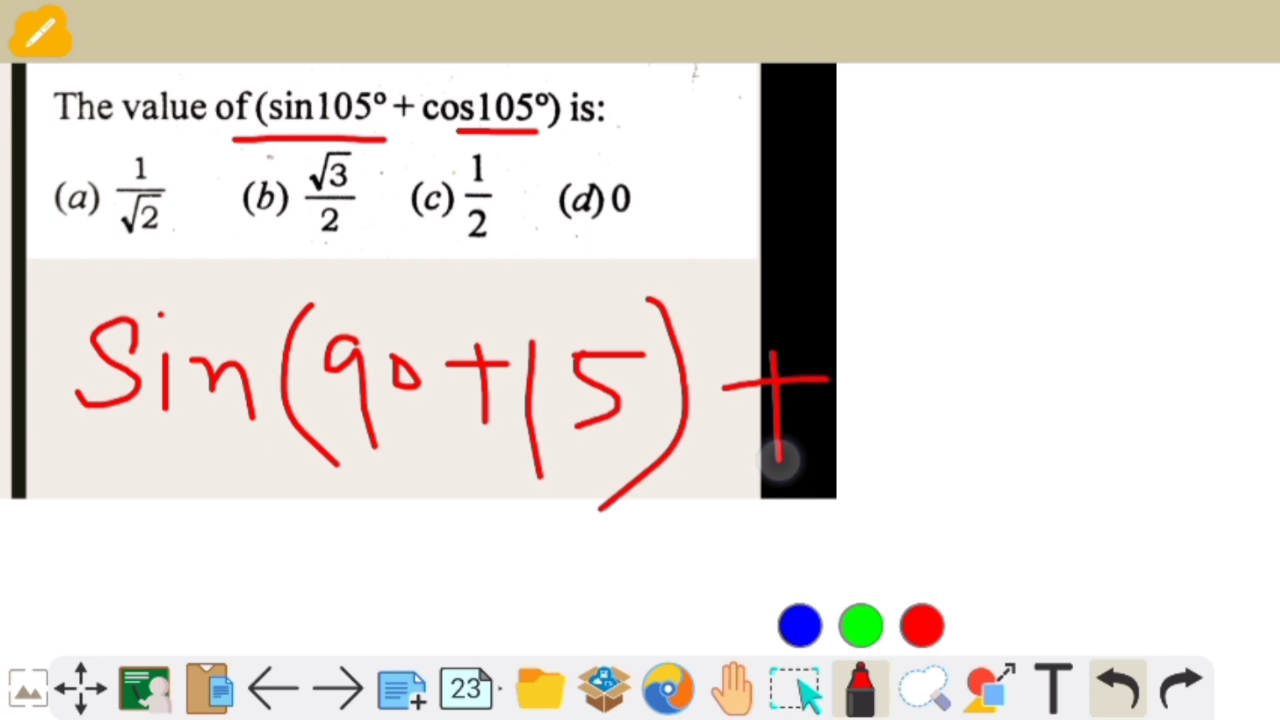 The value of (sin105° + cos105°) is:
(a) 1/√2 (b) √3/2 (c) 1/2 (d) 0
Sin(90+15)+
23
T